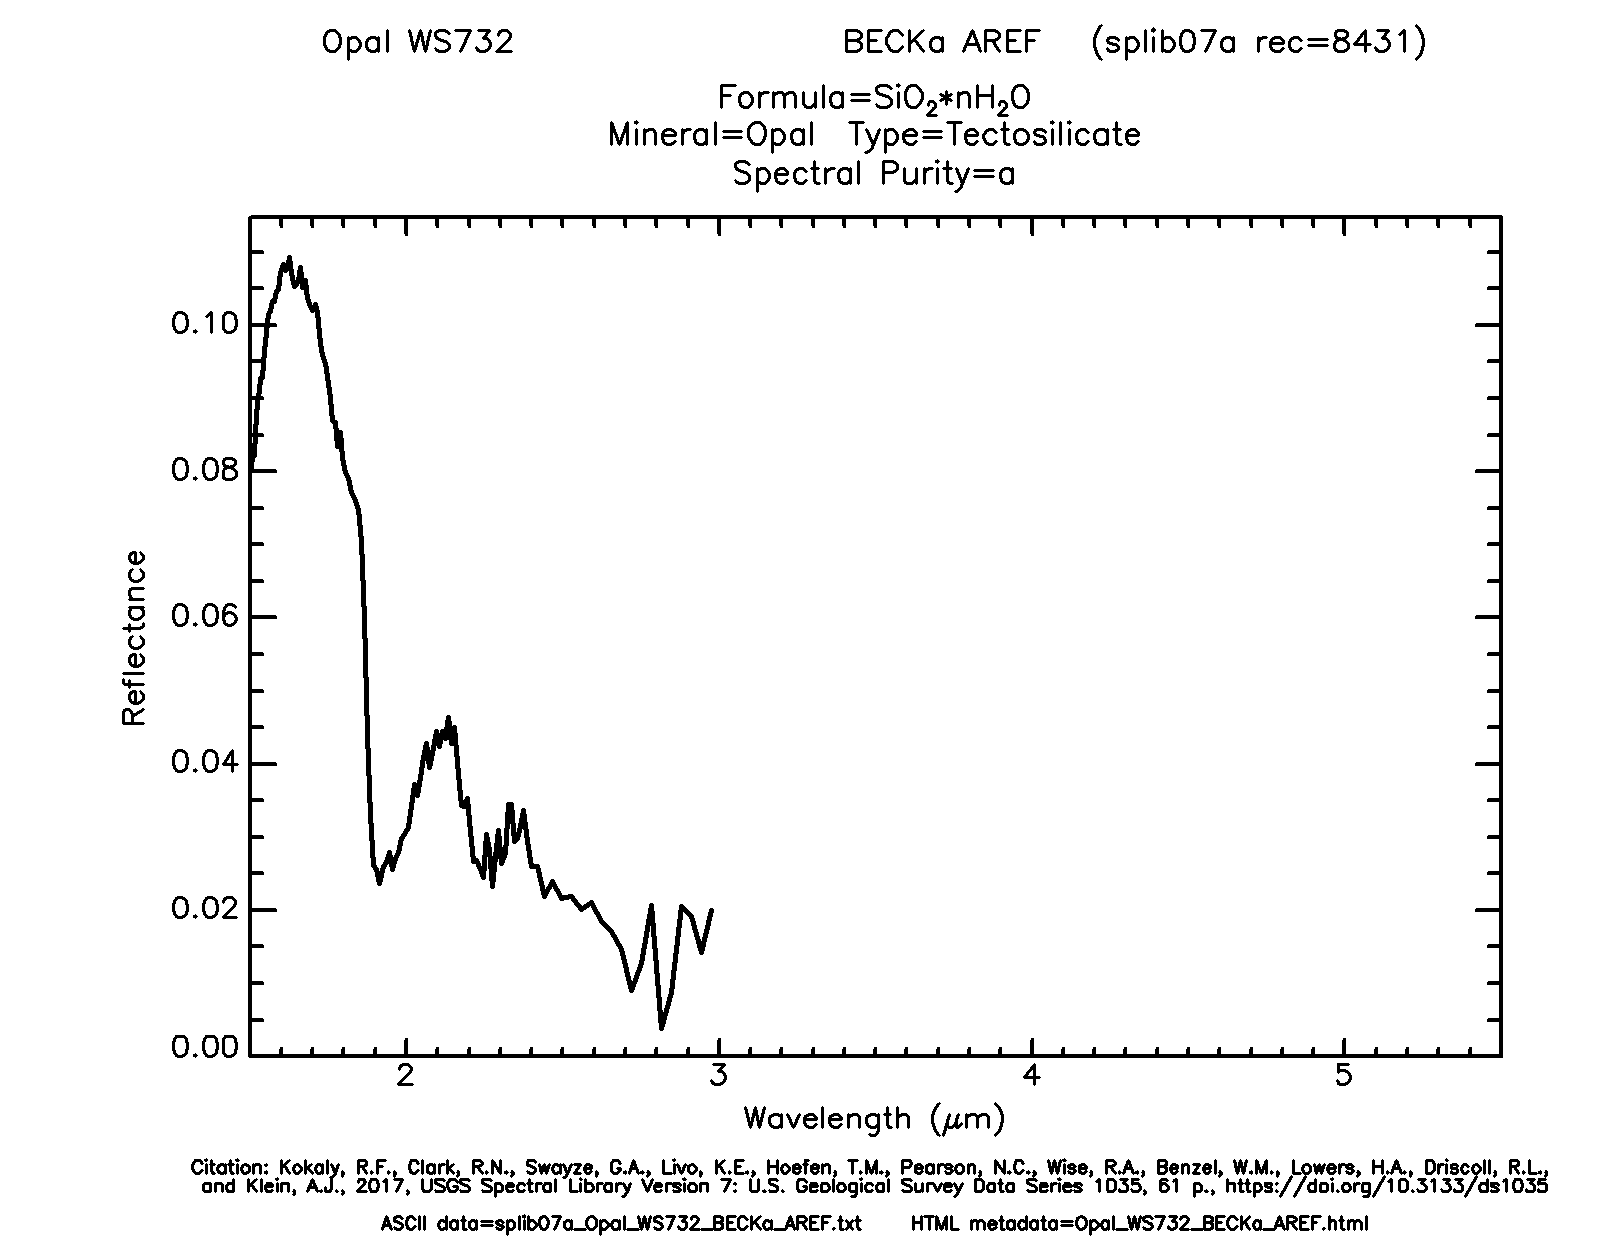 Opal WS732 BECKa AREF (splib07a rec=8431)
Formula=SiO₂*nH₂O
Mineral=Opal Type=Tectosilicate
Spectral Purity=a
0.10
0.08
0.06
0.04
0.02
0.00
Reflectance
2 3 4 5
Wavelength (μm)
Citation: Kokaly, R.F., Clark, R.N., Swayze, G.A., Livo, K.E., Hoefen, T.M., Pearson, N.C., Wise, R.A., Benzel, W.M., Lowers, H.A., Driscoll, R.L.,
and Klein, A.J., 2017, USGS Spectral Library Version 7: U.S. Geological Survey Data Series 1035, 61 p., https://doi.org/10.3133/ds1035
ASCII data=splib07a_Opal_WS732_BECKa_AREF.txt HTML metadata=Opal_WS732_BECKa_AREF.html